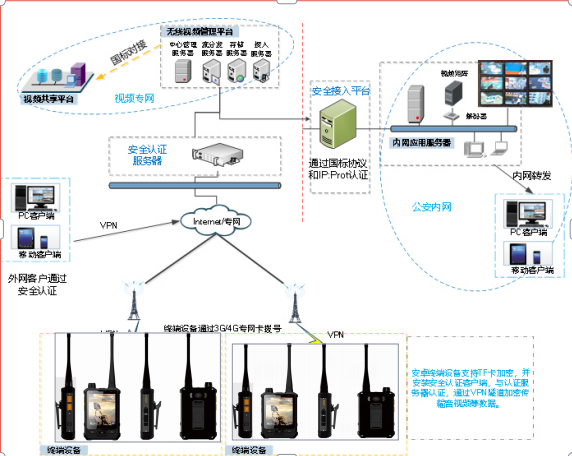 无线视频管理平台
中心管理服务器
流分发服务器
存储服务器
接入服务器
国标对接
视频共享平台
视频专网
安全认证
服务器
安全接入平台
通过国标协议
和IP:Prot认证
视频矩阵
解码器
内网应用服务器
内网转发
公安内网
PC客户端
移动客户端
PC客户端
移动客户端
外网客户通过
安全认证
VPN
Internet/专网
VPN
终端设备通过3G/4G专网卡拨号
VPN
终端设备
终端设备
安卓终端设备支持TF卡加密，并
安装安全认证客户端，与认证服
务器认证，通过VPN隧道加密传
输音视频等数据。